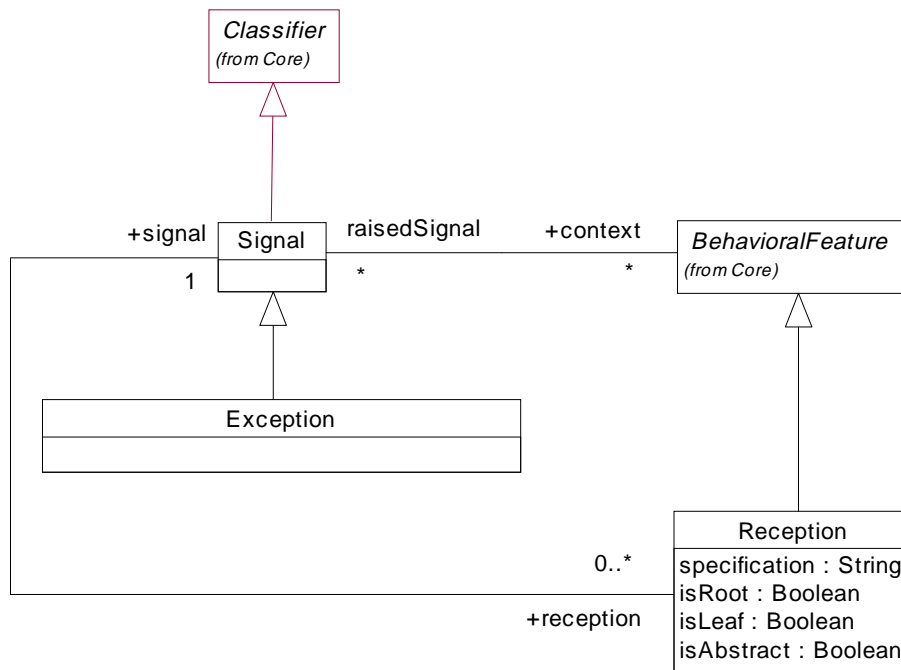 Classifier
(from Core)
+signal
Signal
raisedSignal
+context
BehavioralFeature
(from Core)
1
*
*
Exception
Reception
0..*
specification : String
isRoot : Boolean
isLeaf : Boolean
+reception
isAbstract : Boolean